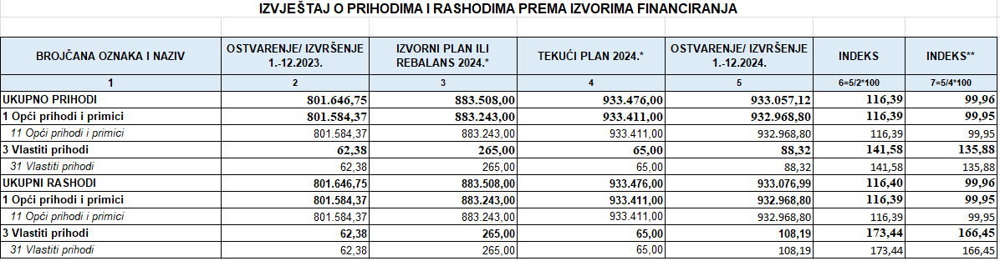 IZVJEŠTAJ O PRIHODIMA I RASHODIMA PREMA IZVORIMA FINANCIRANJA
BROJČANA OZNAKA I NAZIV OSTVARENJE/ IZVRŠENJE 1.-12.2023. IZVORNI PLAN ILI REBALANS 2024.* TEKUĆI PLAN 2024.* OSTVARENJE/ IZVRŠENJE 1.-12.2024. INDEKS INDEKS**
1 2 3 4 5 6=5/2*100 7=5/4*100
UKUPNO PRIHODI 801.646,75 883.508,00 933.476,00 933.057,12 116,39 99,96
1 Opći prihodi i primici 801.584,37 883.243,00 933.411,00 932.968,80 116,39 99,95
11 Opći prihodi i primici 801.584,37 883.243,00 933.411,00 932.968,80 116,39 99,95
3 Vlastiti prihodi 62,38 265,00 65,00 88,32 141,58 135,88
31 Vlastiti prihodi 62,38 265,00 65,00 88,32 141,58 135,88
UKUPNI RASHODI 801.646,75 883.508,00 933.476,00 933.076,99 116,40 99,96
1 Opći prihodi i primici 801.584,37 883.243,00 933.411,00 932.968,80 116,39 99,95
11 Opći prihodi i primici 801.584,37 883.243,00 933.411,00 932.968,80 116,39 99,95
3 Vlastiti prihodi 62,38 265,00 65,00 108,19 173,44 166,45
31 Vlastiti prihodi 62,38 265,00 65,00 108,19 173,44 166,45